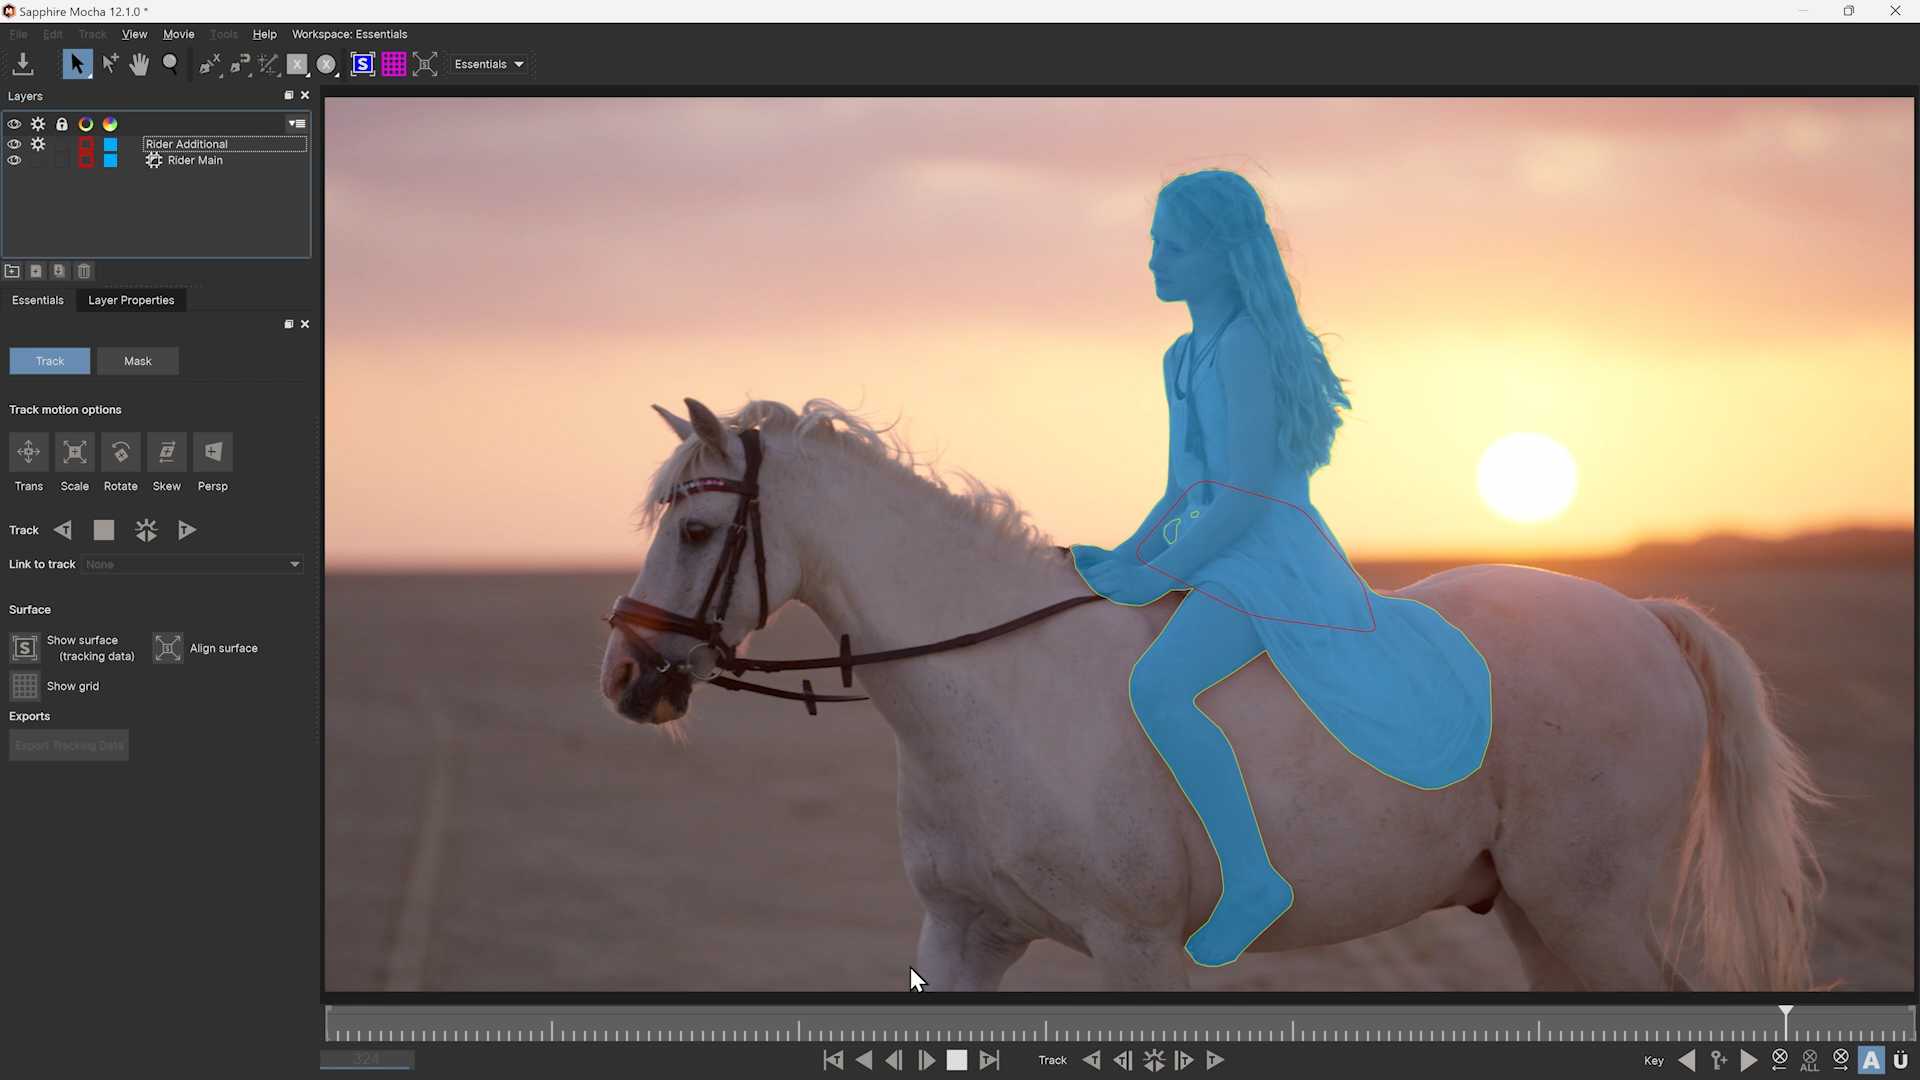 Sapphire Mocha 12.1.0 *
File Edit Track View Movie Tools Help Workspace: Essentials
Essentials
Layers
Rider Additional
Rider Main
Essentials Layer Properties
Track Mask
Track motion options
Trans Scale Rotate Skew Persp
Track
Link to track None
Surface
Show surface
(tracking data)
Align surface
Show grid
Exports
Export Tracking Data
324
Track
Key
ALL
A
Ü